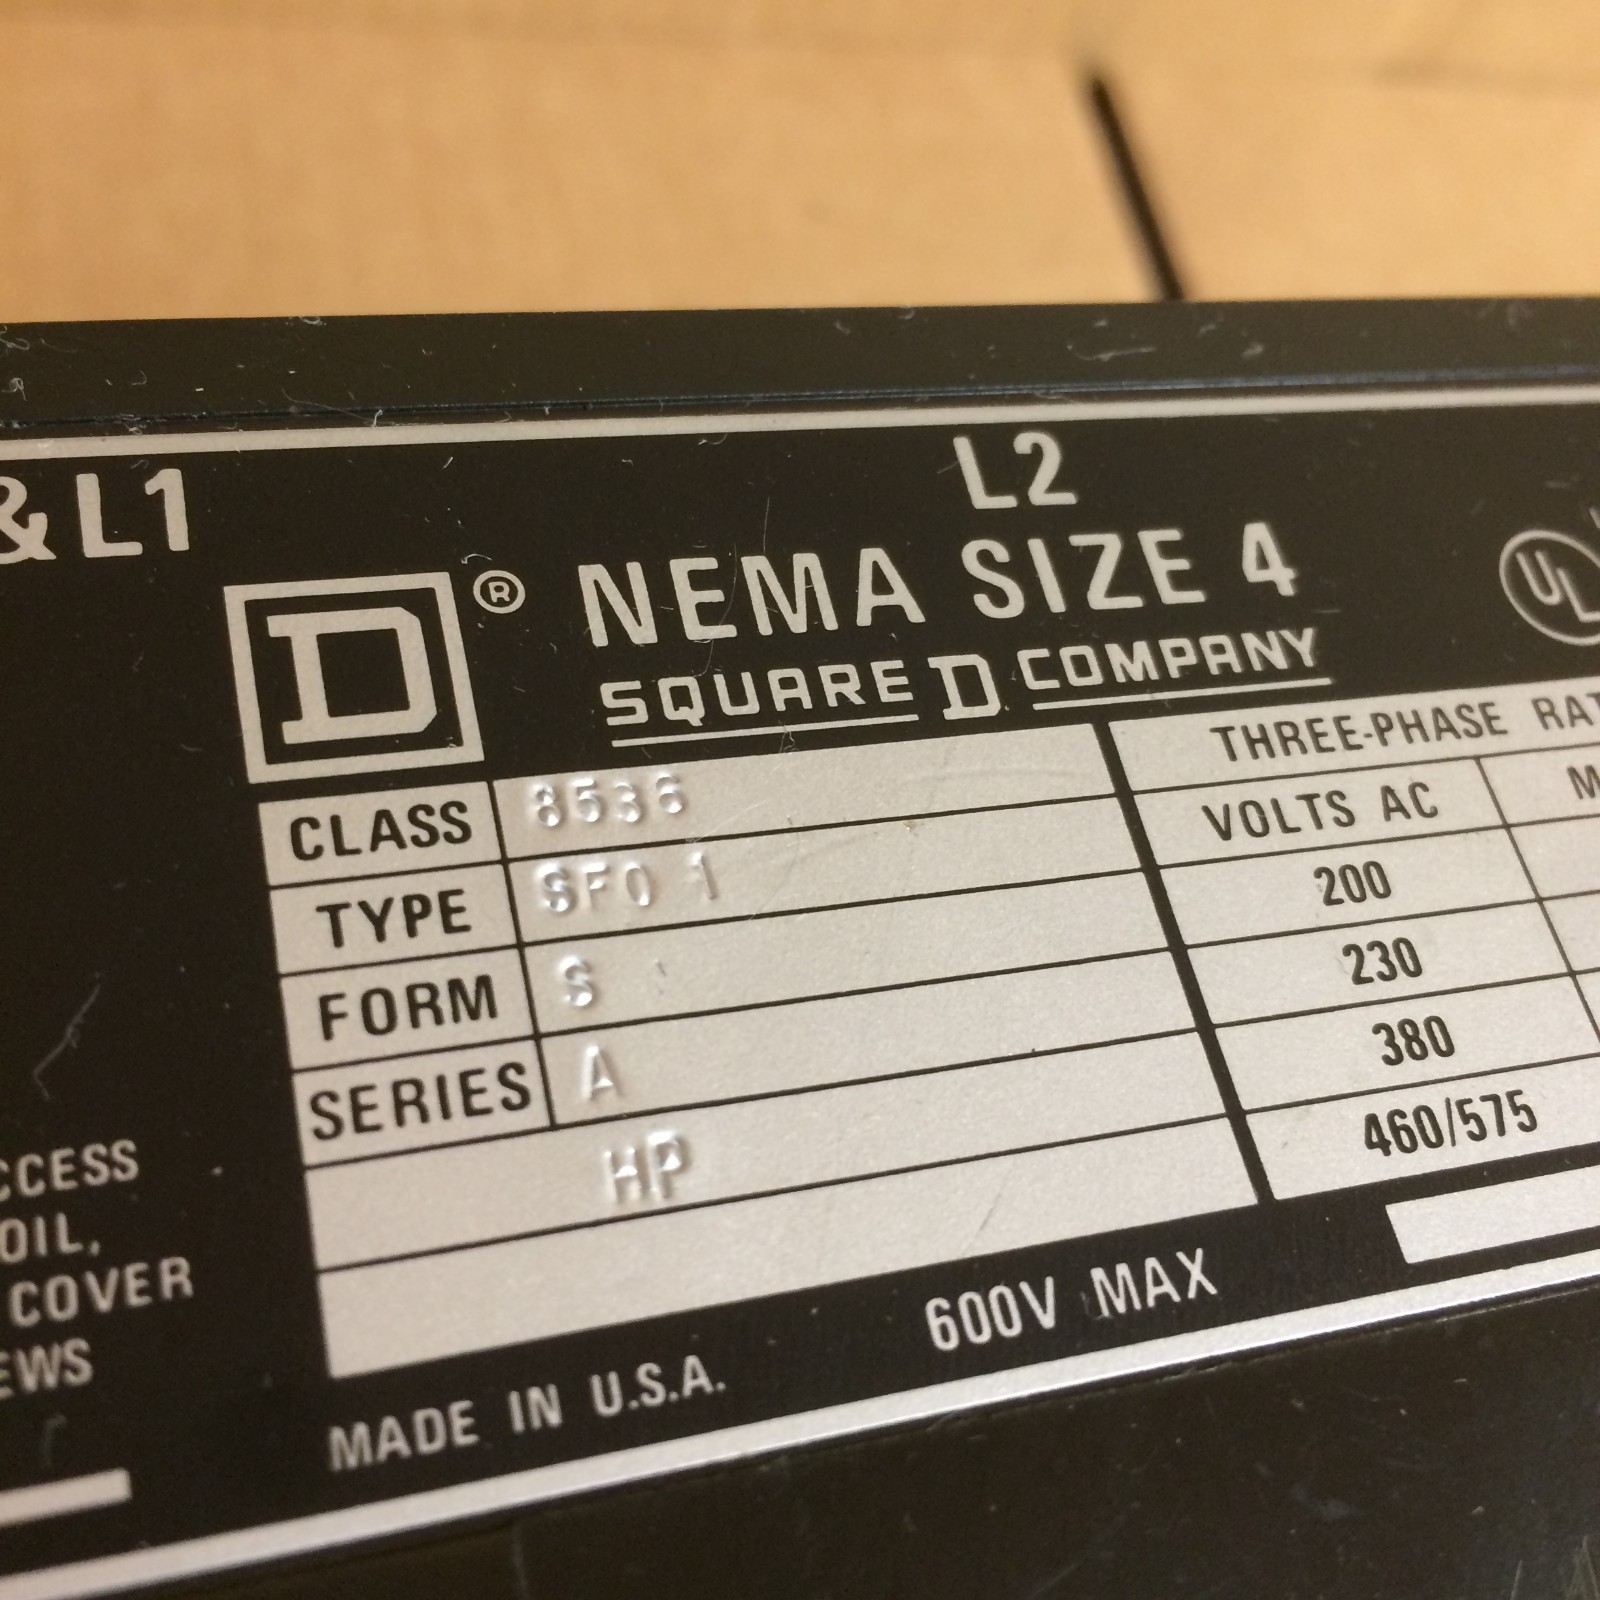 & L1
L2
D ® NEMA SIZE 4
SQUARE D COMPANY
UL
CLASS 8536
TYPE SFO 1
FORM S
SERIES A
HP
THREE-PHASE RAT
VOLTS AC M
200
230
380
460/575
CCESS
OIL,
COVER
EWS
600V MAX
MADE IN U.S.A.